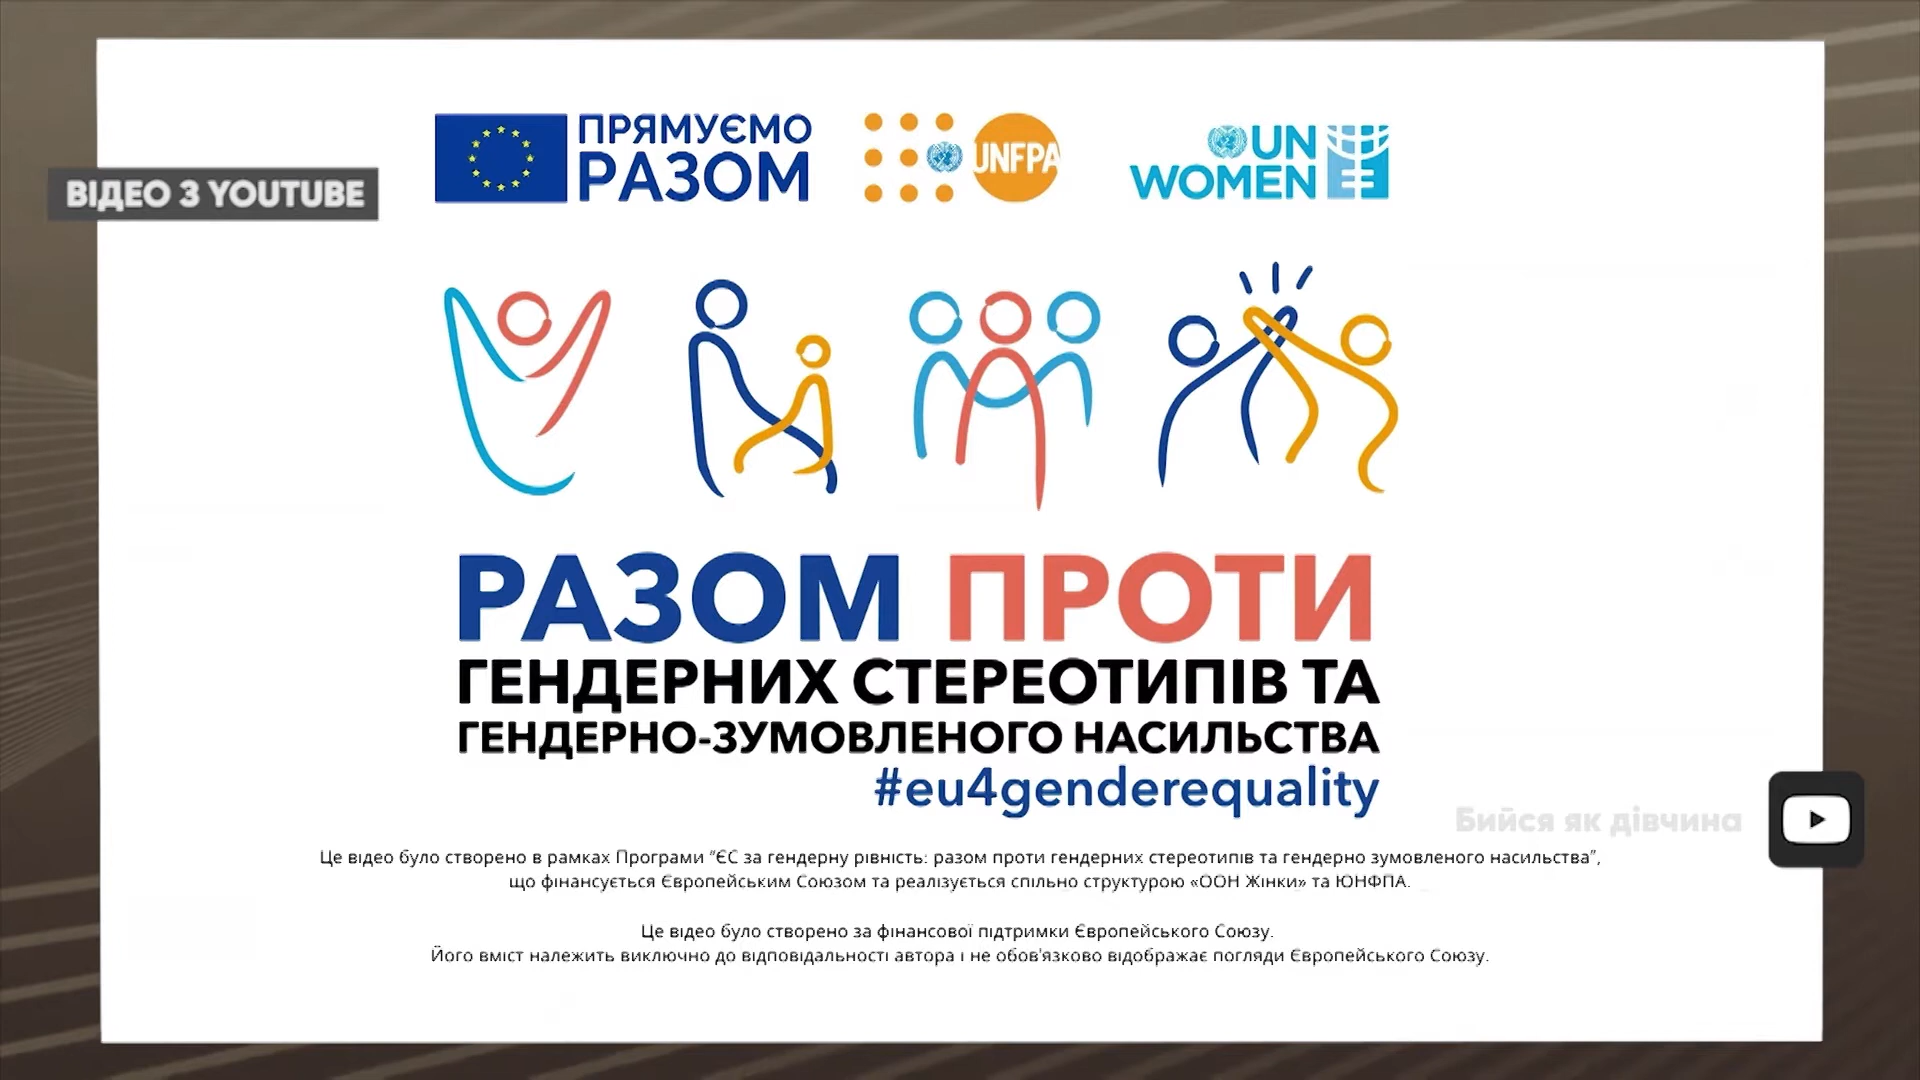 ПРЯМУЄМО
РАЗОМ
UNFPA
UN
WOMEN
ВІДЕО З YOUTUBE
РАЗОМ ПРОТИ
ГЕНДЕРНИХ СТЕРЕОТИПІВ ТА
ГЕНДЕРНО-ЗУМОВЛЕНОГО НАСИЛЬСТВА
#eu4genderequality
Бийся як дівчина
Це відео було створено в рамках Програми “ЄС за гендерну рівність: разом проти гендерних стереотипів та гендерно зумовленого насильства”,
що фінансується Європейським Союзом та реалізується спільно структурою «ООН Жінки» та ЮНФПА.
Це відео було створено за фінансової підтримки Європейського Союзу.
Його вміст належить виключно до відповідальності автора і не обов'язково відображає погляди Європейського Союзу.